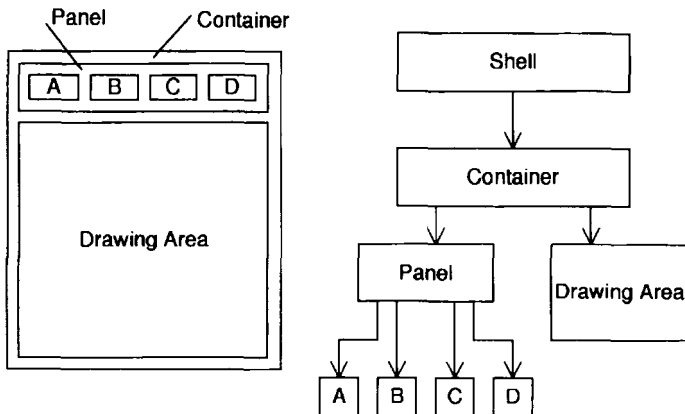 Panel
Container
A B C D
Drawing Area
Shell
Container
Panel
Drawing Area
A B C D